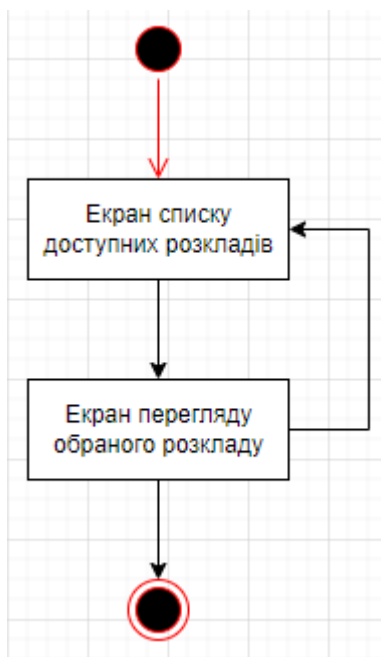 Екран списку
доступних розкладів
Екран перегляду
обраного розкладу